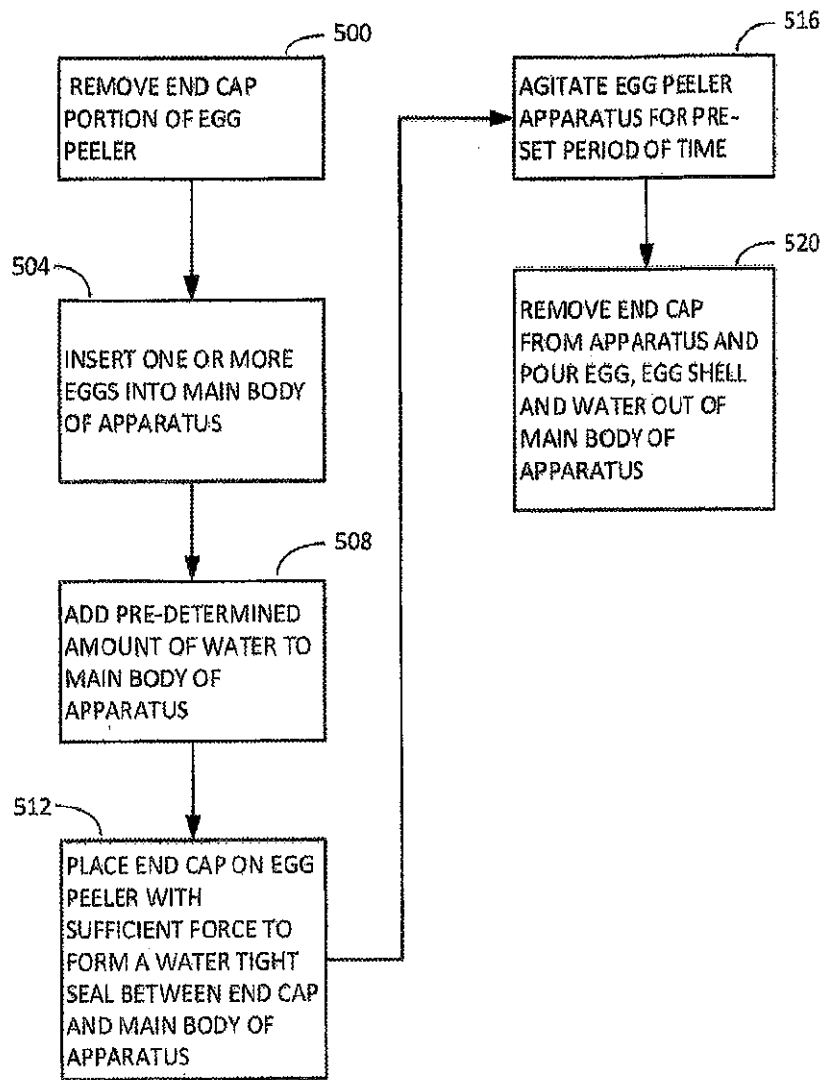 500
REMOVE END CAP
PORTION OF EGG
PEELER
504
INSERT ONE OR MORE
EGGS INTO MAIN BODY
OF APPARATUS
508
ADD PRE-DETERMINED
AMOUNT OF WATER TO
MAIN BODY OF
APPARATUS
512
PLACE END CAP ON EGG
PEELER WITH
SUFFICIENT FORCE TO
FORM A WATER TIGHT
SEAL BETWEEN END CAP
AND MAIN BODY OF
APPARATUS
516
AGITATE EGG PEELER
APPARATUS FOR PRE-
SET PERIOD OF TIME
520
REMOVE END CAP
FROM APPARATUS AND
POUR EGG, EGG SHELL
AND WATER OUT OF
MAIN BODY OF
APPARATUS